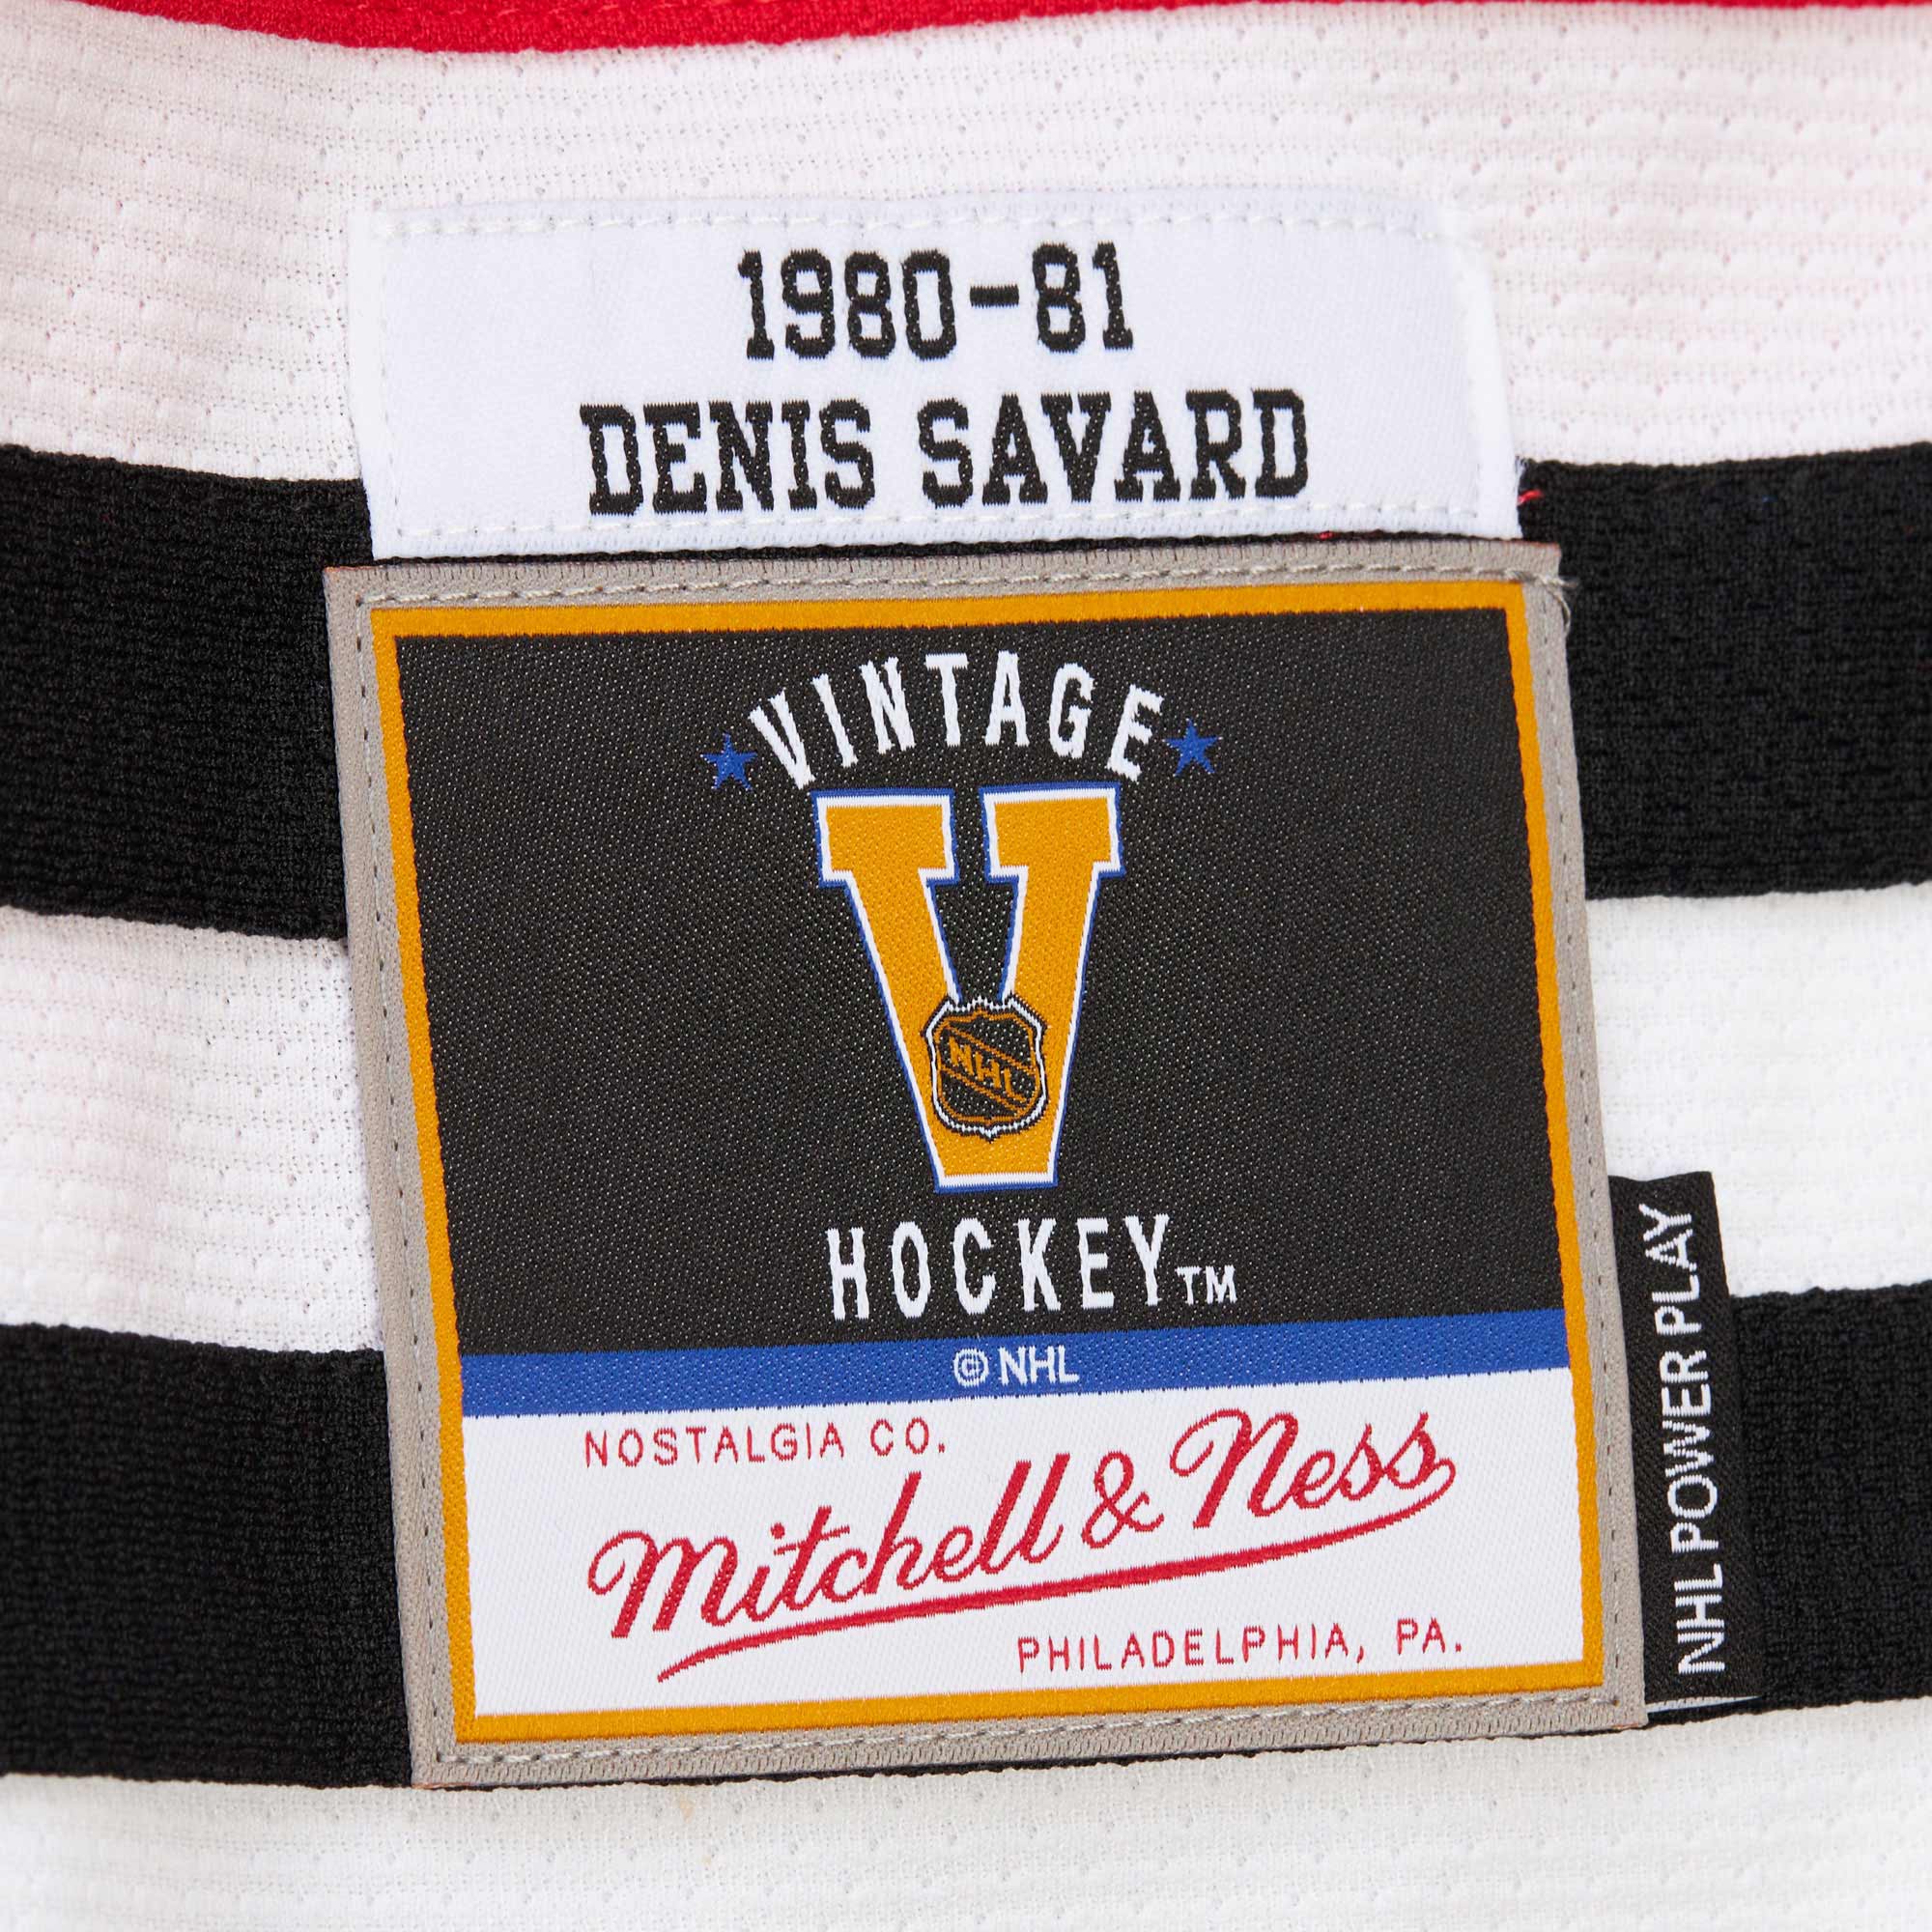 1980-81
DENIS SAVARD
★VINTAGE★
NHL
HOCKEY™
© NHL
NOSTALGIA CO.
Mitchell & Ness
PHILADELPHIA, PA.
NHL POWER PLAY